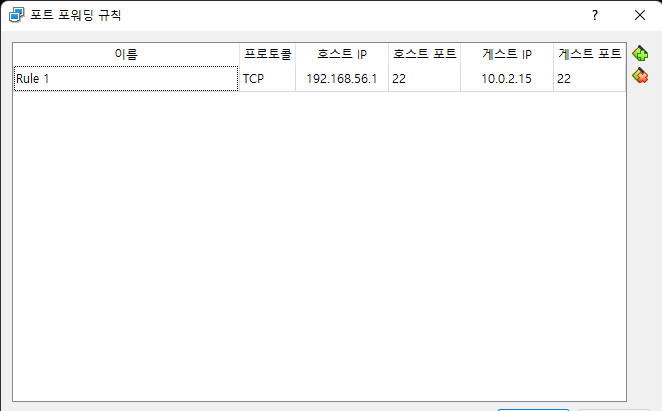 포트 포워딩 규칙
이름 프로토콜 호스트 IP 호스트 포트 게스트 IP 게스트 포트
Rule 1 TCP 192.168.56.1 22 10.0.2.15 22